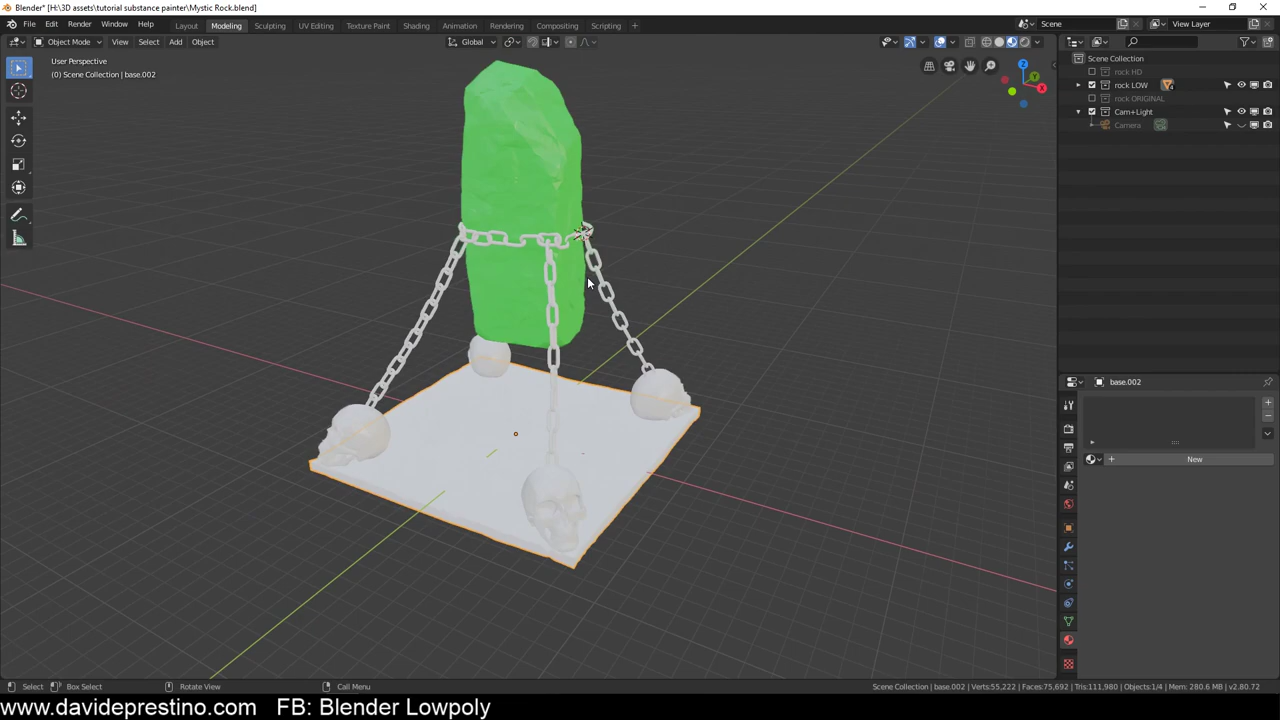 Blender* [H:\3D assets\tutorial substance painter\Mystic Rock.blend]
File Edit Render Window Help Layout Modeling Sculpting UV Editing Texture Paint Shading Animation Rendering Compositing Scripting + Scene View Layer
Object Mode View Select Add Object Global
User Perspective
(0) Scene Collection | base.002
Z
Y
X
Scene Collection
rock HD
rock LOW
rock ORIGINAL
Cam+Light
Camera
base.002
New
Select Box Select Rotate View Call Menu Scene Collection | base.002 | Verts:55,222 | Faces:75,692 | Tris:111,980 | Objects:1/4 | Mem: 280.6 MB | v2.80.72
www.davideprestino.com FB: Blender Lowpoly